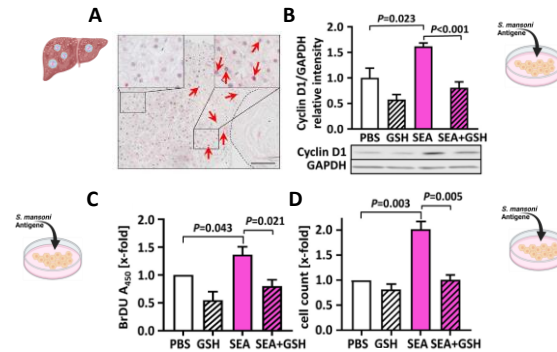 A
B
P=0.023
P<0.001
Cyclin D1/GAPDH
relative intensity
2.0
1.5
1.0
0.5
0.0
PBS GSH SEA SEA+GSH
Cyclin D1
GAPDH
S. mansoni
Antigene
S. mansoni
Antigene
C
P=0.043
P=0.021
BrDU A450 [x-fold]
2.0
1.5
1.0
0.5
0.0
PBS GSH SEA SEA+GSH
D
P=0.003
P=0.005
cell count [x-fold]
2.5
2.0
1.5
1.0
0.5
0.0
PBS GSH SEA SEA+GSH
S. mansoni
Antigene